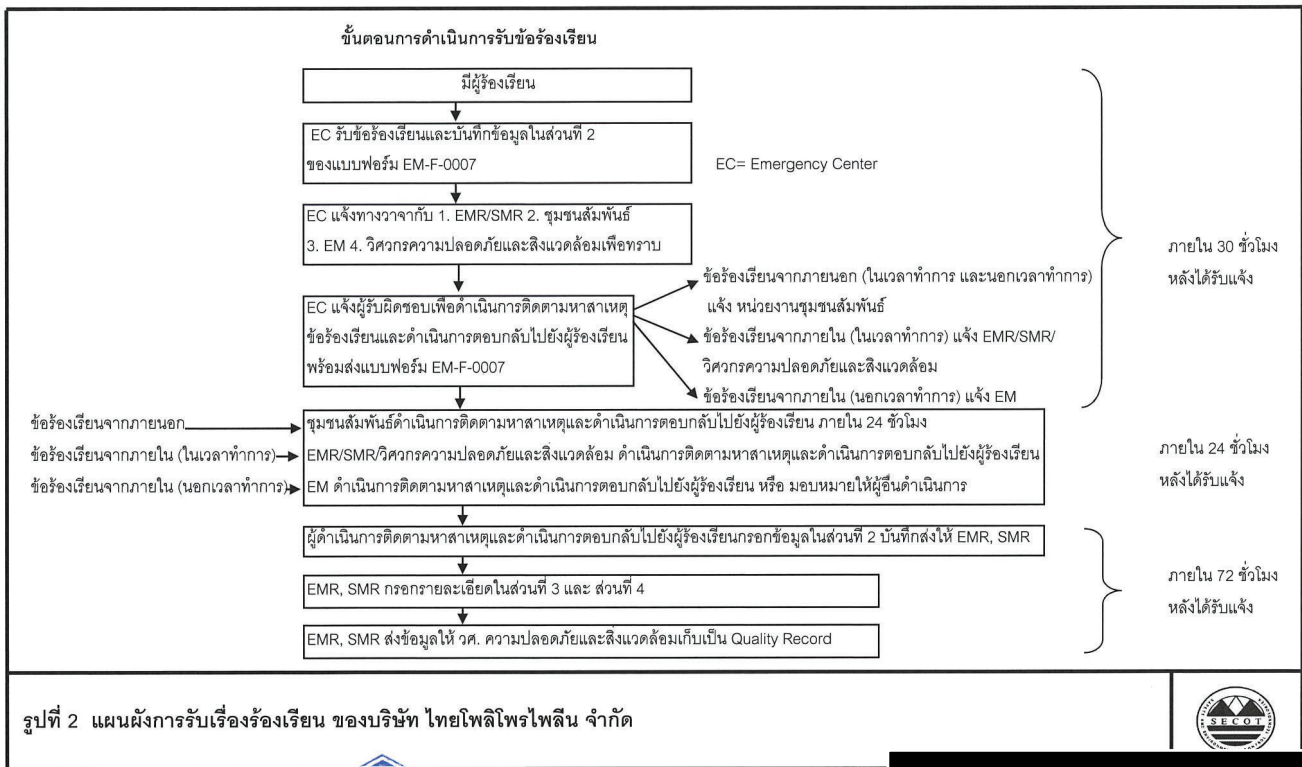 ขั้นตอนการดำเนินการรับข้อร้องเรียน
มีผู้ร้องเรียน
EC รับข้อร้องเรียนและบันทึกข้อมูลในส่วนที่ 2
ของแบบฟอร์ม EM-F-0007
EC= Emergency Center
EC แจ้งทางวาจากับ 1. EMR/SMR 2. ชุมชนสัมพันธ์
3. EM 4. วิศวกรความปลอดภัยและสิ่งแวดล้อมเพื่อทราบ
ภายใน 30 ชั่วโมง
หลังได้รับแจ้ง
EC แจ้งผู้รับผิดชอบเพื่อดำเนินการติดตามหาสาเหตุ
ข้อร้องเรียนและดำเนินการตอบกลับไปยังผู้ร้องเรียน
พร้อมส่งแบบฟอร์ม EM-F-0007
ข้อร้องเรียนจากภายนอก (ในเวลาทำการ และนอกเวลาทำการ)
แจ้ง หน่วยงานชุมชนสัมพันธ์
ข้อร้องเรียนจากภายใน (ในเวลาทำการ) แจ้ง EMR/SMR/
วิศวกรความปลอดภัยและสิ่งแวดล้อม
ข้อร้องเรียนจากภายใน (นอกเวลาทำการ) แจ้ง EM
ข้อร้องเรียนจากภายนอก
ข้อร้องเรียนจากภายใน (ในเวลาทำการ)
ข้อร้องเรียนจากภายใน (นอกเวลาทำการ)
ชุมชนสัมพันธ์ดำเนินการติดตามหาสาเหตุและดำเนินการตอบกลับไปยังผู้ร้องเรียน ภายใน 24 ชั่วโมง
EMR/SMR/วิศวกรความปลอดภัยและสิ่งแวดล้อม ดำเนินการติดตามหาสาเหตุและดำเนินการตอบกลับไปยังผู้ร้องเรียน
EM ดำเนินการติดตามหาสาเหตุและดำเนินการตอบกลับไปยังผู้ร้องเรียน หรือ มอบหมายให้ผู้อื่นดำเนินการ
ภายใน 24 ชั่วโมง
หลังได้รับแจ้ง
ผู้ดำเนินการติดตามหาสาเหตุและดำเนินการตอบกลับไปยังผู้ร้องเรียนกรอกข้อมูลในส่วนที่ 2 บันทึกส่งให้ EMR, SMR
EMR, SMR กรอกรายละเอียดในส่วนที่ 3 และ ส่วนที่ 4
EMR, SMR ส่งข้อมูลให้ วศ. ความปลอดภัยและสิ่งแวดล้อมเก็บเป็น Quality Record
ภายใน 72 ชั่วโมง
หลังได้รับแจ้ง
รูปที่ 2 แผนผังการรับเรื่องร้องเรียน ของบริษัท ไทยโพลิโพรไพลีน จำกัด
SECOT